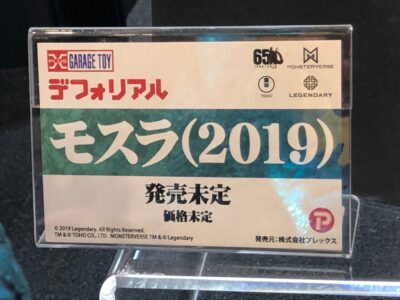 GARAGE TOY
デフォリアル
65
MONSTERVERSE
TOHO
LEGENDARY
モスラ(2019)
発売未定
価格未定
© 2019 Legendary. All Rights Reserved.
TM & © TOHO CO., LTD. MONSTERVERSE TM & © Legendary
発売元：株式会社プレックス